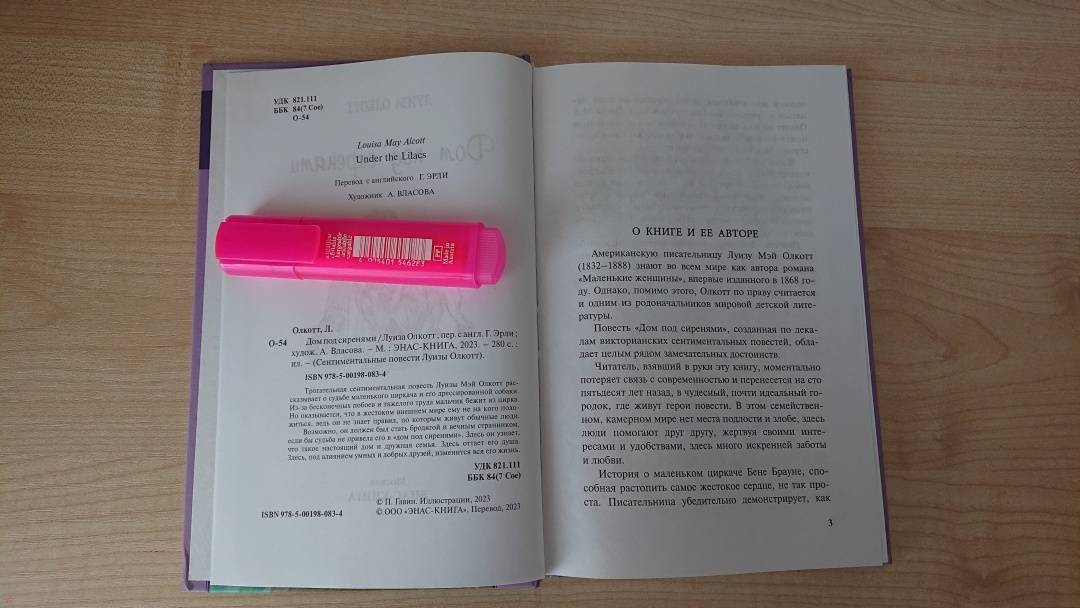 УДК 821.111
ББК 84(7 Сое)
О-54
Louisa May Alcott
Under the Lilacs
Перевод с английского Г. ЭРЛИ
Художник А. ВЛАСОВА
Made in
Austria
Олкотт, Л.
О-54 Дом под сиренями / Луиза Олкотт ; пер. с англ. Г. Эрли ;
худож. А. Власова. – М. : ЭНАС-КНИГА, 2023. – 280 с. :
ил. – (Сентиментальные повести Луизы Олкотт).
ISBN 978-5-00198-083-4
Трогательная сентиментальная повесть Луизы Мэй Олкотт рас-
сказывает о судьбе маленького циркача и его дрессированной собаки.
Из-за бесконечных побоев и тяжелого труда мальчик бежит из цирка.
Но оказывается, что в жестоком внешнем мире ему не на кого поло-
житься, ведь он не знает правил, по которым живут обычные люди.
Возможно, он должен был стать бродягой и вечным странником,
если бы судьба не привела его в «дом под сиренями». Здесь он узнает,
что такое настоящий дом и дружная семья. Здесь оттает его душа.
Здесь, под влиянием умных и добрых друзей, изменится вся его жизнь.
УДК 821.111
ББК 84(7 Сое)
© П. Гавин. Иллюстрации, 2023
ISBN 978-5-00198-083-4 © ООО «ЭНАС-КНИГА». Перевод, 2023
О КНИГЕ И ЕЕ АВТОРЕ
Американскую писательницу Луизу Мэй Олкотт
(1832–1888) знают во всем мире как автора романа
«Маленькие женщины», впервые изданного в 1868 го-
ду. Однако, помимо этого, Олкотт по праву считается
и одним из родоначальников мировой детской лите-
ратуры.
Повесть «Дом под сиренями», созданная по лека-
лам викторианских сентиментальных повестей, обла-
дает целым рядом замечательных достоинств.
Читатель, взявший в руки эту книгу, моментально
потеряет связь с современностью и перенесется на сто
пятьдесят лет назад, в чудесный, почти идеальный го-
родок, где живут герои повести. В этом семействен-
ном, камерном мире нет места подлости и злобе, здесь
люди помогают друг другу, жертвуя своими инте-
ресами и удобствами, здесь много искренней заботы
и любви.
История о маленьком циркаче Бене Брауне, спо-
собная растопить самое жестокое сердце, не так про-
ста. Писательница убедительно демонстрирует, как
3